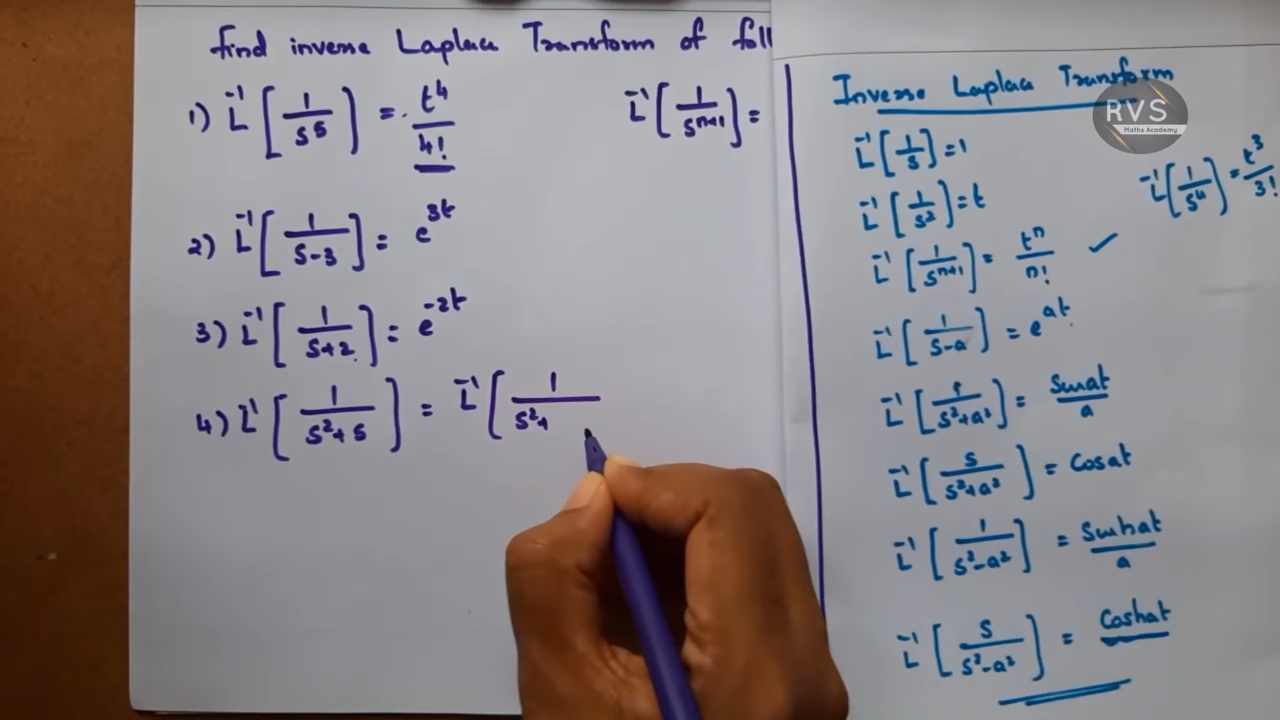 find inverse Laplace Transform of foll
1) L⁻¹[1/s⁵] = t⁴/4!
L⁻¹[1/sⁿ⁺¹] =
2) L⁻¹[1/s-3] = e³ᵗ
3) L⁻¹[1/s+2] = e⁻²ᵗ
4) L⁻¹[1/s²+5] = L⁻¹[1/s²+
Inverse Laplace Transform
RVS
Maths Academy
L⁻¹[1/s] = 1
L⁻¹[1/s²] = t
L⁻¹[1/s⁴] = t³/3!
L⁻¹[1/sⁿ⁺¹] = tⁿ/n! ✓
L⁻¹[1/s-a] = eᵃᵗ
L⁻¹[1/s²+a²] = Sinat/a
L⁻¹[s/s²+a²] = Cosat
L⁻¹[1/s²-a²] = Sinhat/a
L⁻¹[s/s²-a²] = Coshat